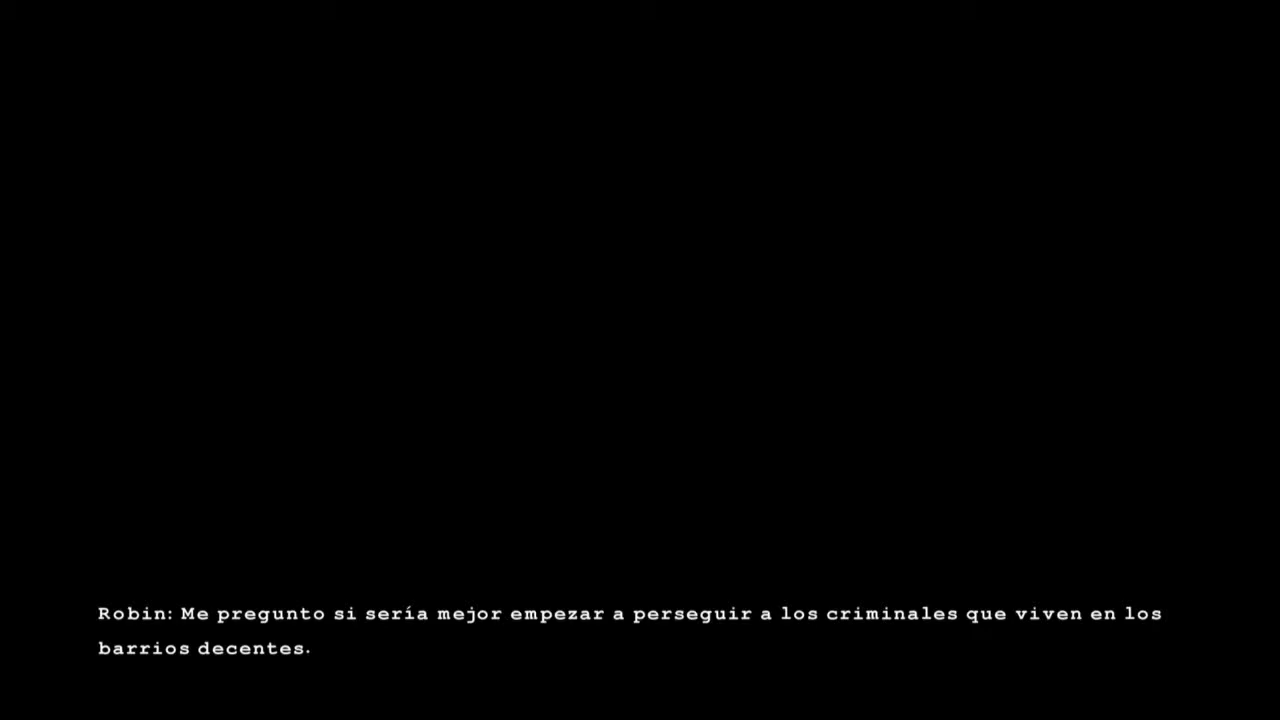 Robin: Me pregunto si sería mejor empezar a perseguir a los criminales que viven en los
barrios decentes.